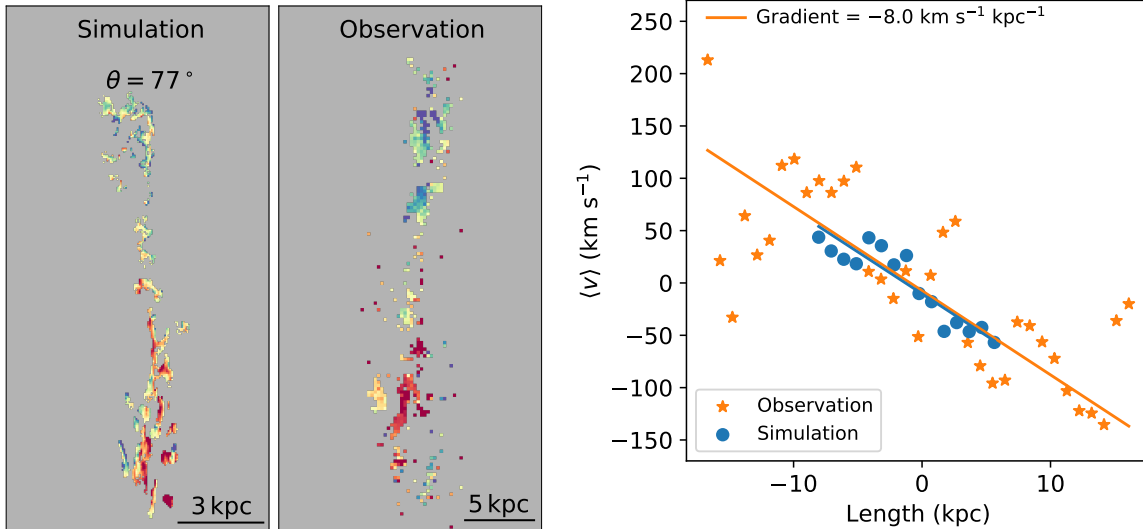 Simulation
θ = 77°
3 kpc
Observation
5 kpc
Gradient = −8.0 km s⁻¹ kpc⁻¹
250
200
150
100
50
0
−50
−100
−150
⟨v⟩ (km s⁻¹)
Observation
Simulation
−10
0
10
Length (kpc)